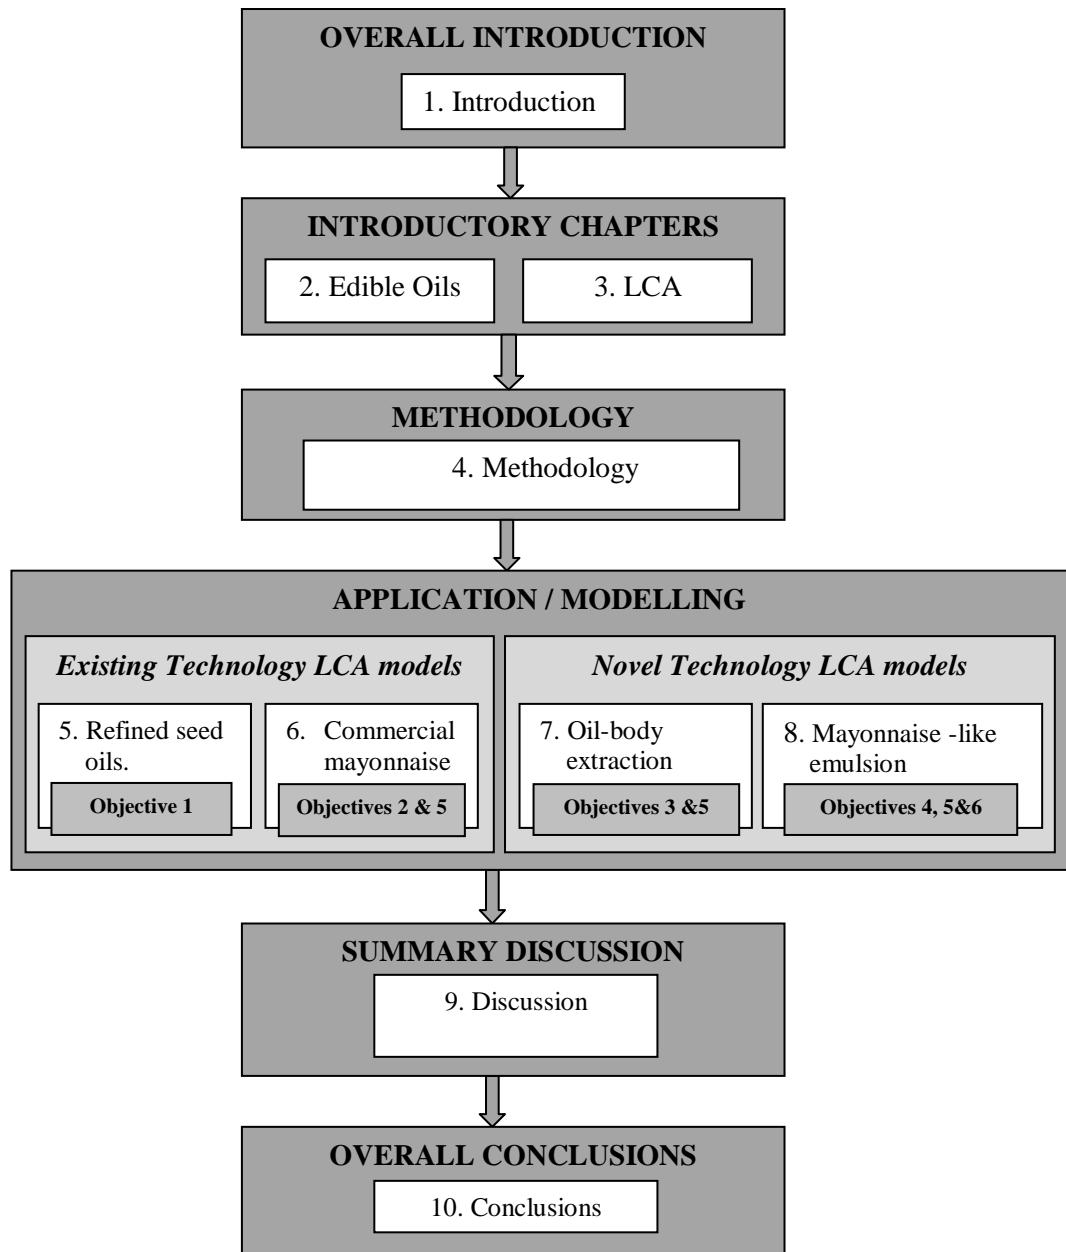 OVERALL INTRODUCTION
1. Introduction
INTRODUCTORY CHAPTERS
2. Edible Oils
3. LCA
METHODOLOGY
4. Methodology
APPLICATION / MODELLING
Existing Technology LCA models
5. Refined seed
oils.
Objective 1
6. Commercial
mayonnaise
Objectives 2 & 5
Novel Technology LCA models
7. Oil-body
extraction
Objectives 3 &5
8. Mayonnaise -like
emulsion
Objectives 4, 5&6
SUMMARY DISCUSSION
9. Discussion
OVERALL CONCLUSIONS
10. Conclusions